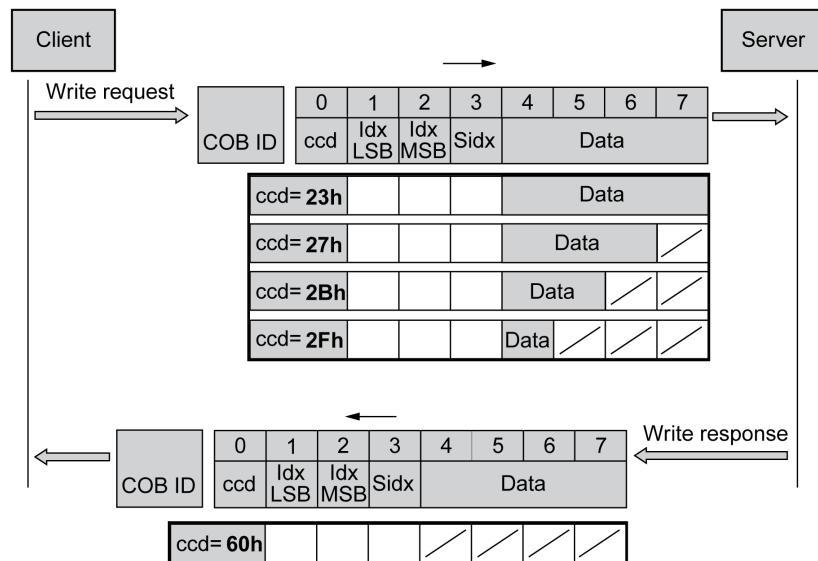 Client
Server
Write request
COB ID
0 1 2 3 4 5 6 7
ccd
Idx LSB
Idx MSB
Sidx
Data
ccd= 23h
Data
ccd= 27h
Data
ccd= 2Bh
Data
ccd= 2Fh
Data
Write response
COB ID
0 1 2 3 4 5 6 7
ccd
Idx LSB
Idx MSB
Sidx
Data
ccd= 60h